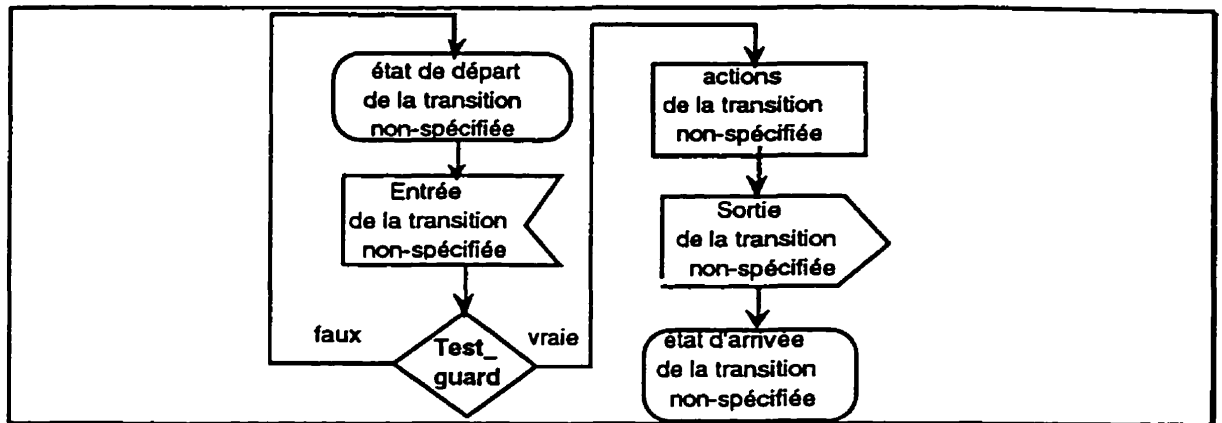 état de départ
de la transition
non-spécifiée
Entrée
de la transition
non-spécifiée
faux
Test_
guard
vraie
actions
de la transition
non-spécifiée
Sortie
de la transition
non-spécifiée
état d'arrivée
de la transition
non-spécifiée